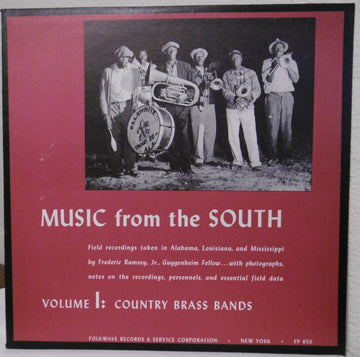 MUSIC from the SOUTH
Field recordings taken in Alabama, Louisiana, and Mississippi
by Frederic Ramsey, Jr., Guggenheim Fellow...with photographs,
notes on the recordings, personnels, and essential field data
VOLUME 1: COUNTRY BRASS BANDS
FOLKWAYS RECORDS & SERVICE CORPORATION • NEW YORK • FP 650